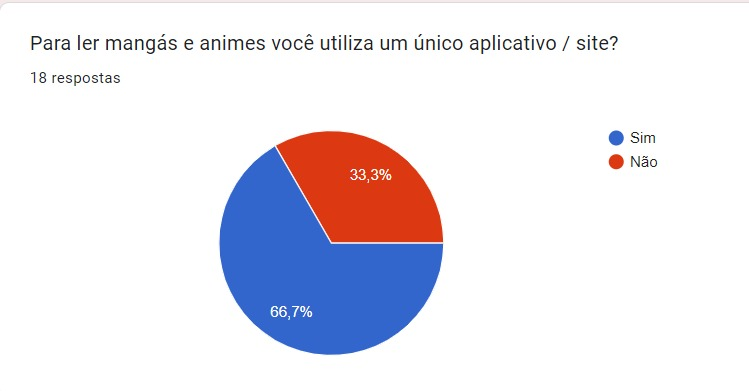 Para ler mangás e animes você utiliza um único aplicativo / site?
18 respostas
Sim
Não
33,3%
66,7%